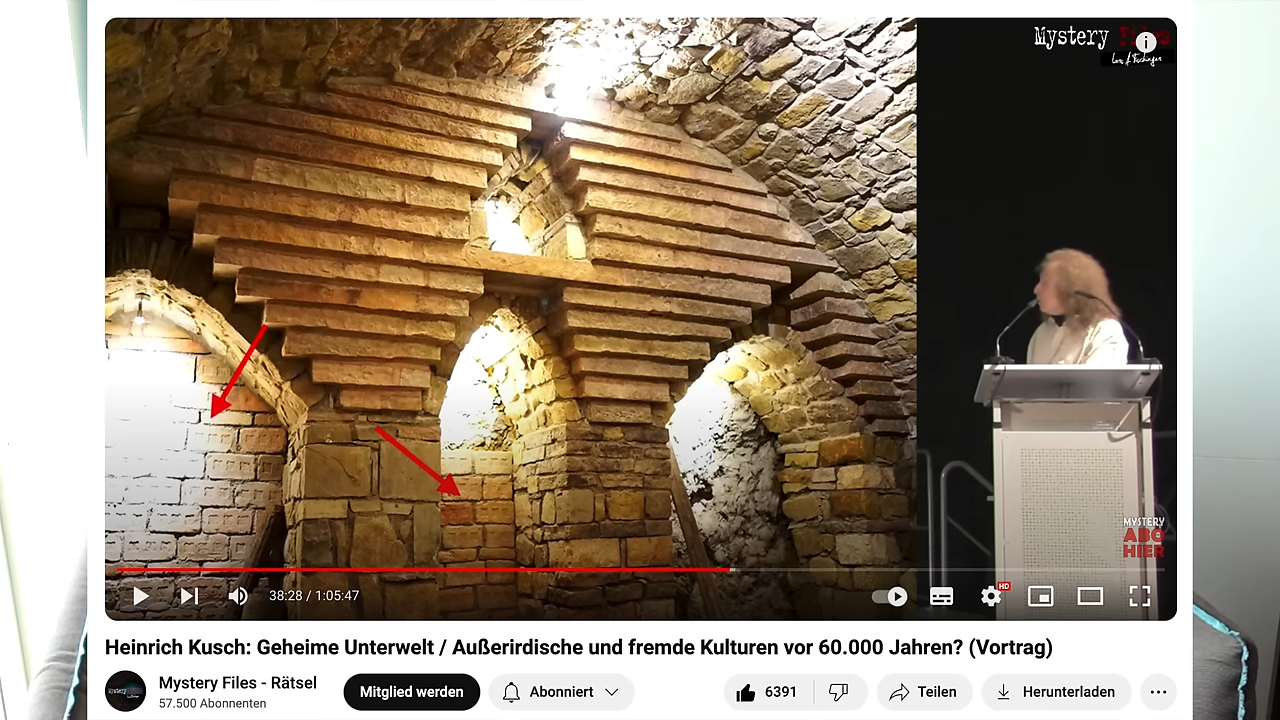 Mystery Files
38:28 / 1:05:47
HD
MYSTERY
ABO
HIER
Heinrich Kusch: Geheime Unterwelt / Außerirdische und fremde Kulturen vor 60.000 Jahren? (Vortrag)
Mystery Files - Rätsel
57.500 Abonnenten
Mitglied werden
Abonniert
6391
Teilen
Herunterladen